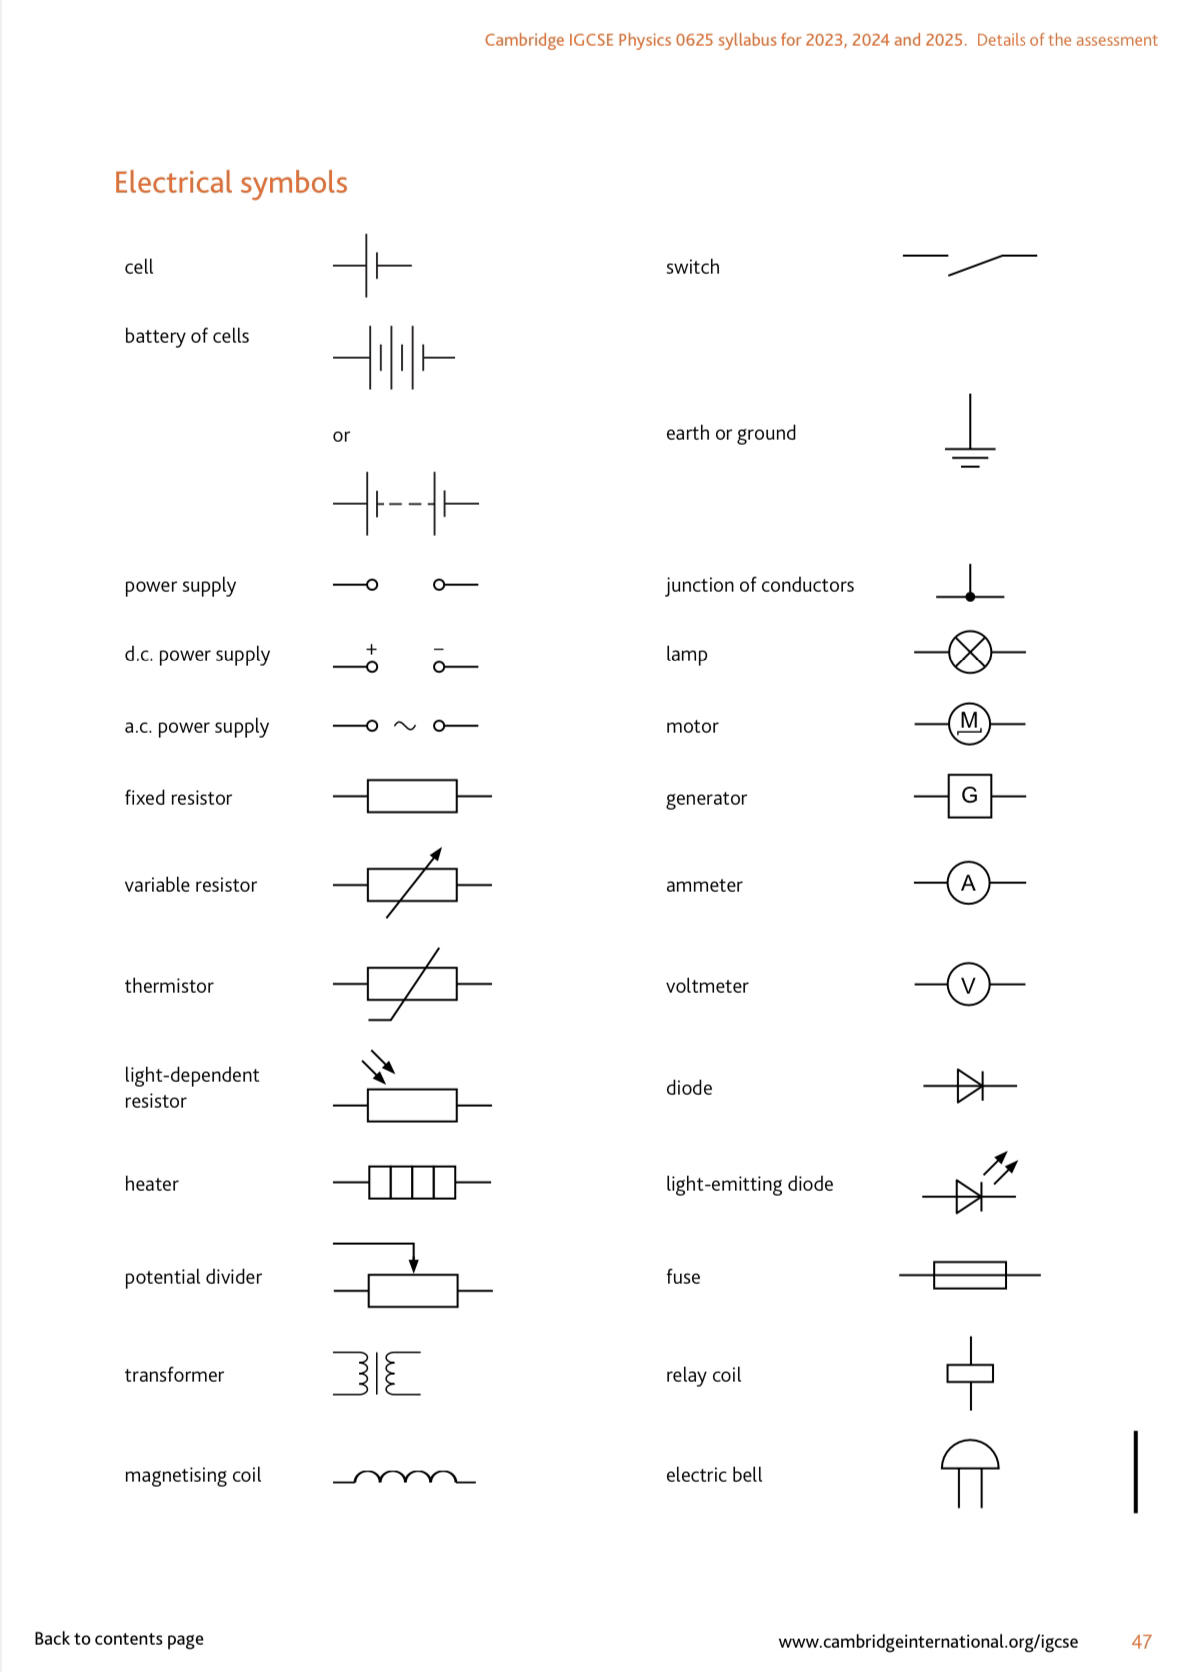 Cambridge IGCSE Physics 0625 syllabus for 2023, 2024 and 2025. Details of the assessment
Electrical symbols
cell
switch
battery of cells
or
earth or ground
power supply
junction of conductors
d.c. power supply
+ −
lamp
a.c. power supply
~
motor
M
fixed resistor
generator
G
variable resistor
ammeter
A
thermistor
voltmeter
V
light-dependent
resistor
diode
heater
light-emitting diode
potential divider
fuse
transformer
relay coil
magnetising coil
electric bell
Back to contents page
www.cambridgeinternational.org/igcse
47